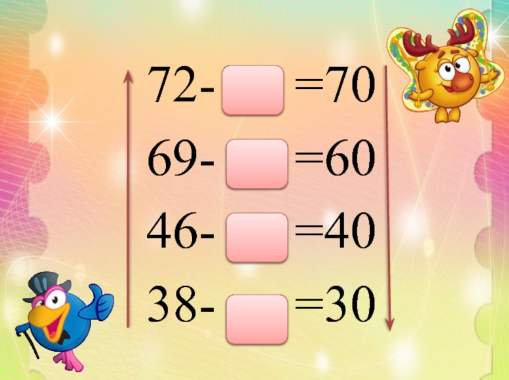 72- =70
69- =60
46- =40
38- =30